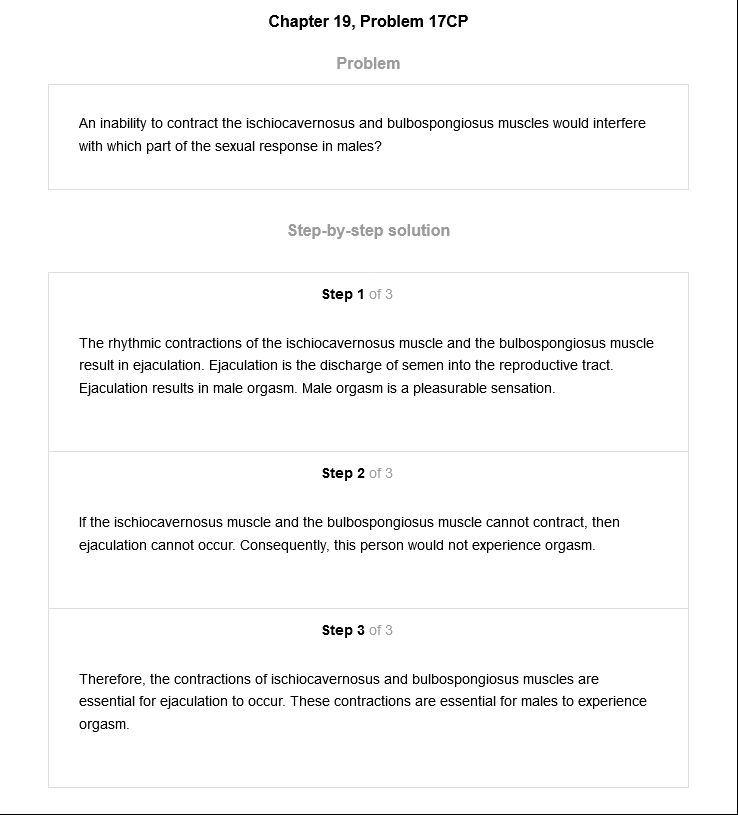 Chapter 19, Problem 17CP
Problem
An inability to contract the ischiocavernosus and bulbospongiosus muscles would interfere
with which part of the sexual response in males?
Step-by-step solution
Step 1 of 3
The rhythmic contractions of the ischiocavernosus muscle and the bulbospongiosus muscle
result in ejaculation. Ejaculation is the discharge of semen into the reproductive tract.
Ejaculation results in male orgasm. Male orgasm is a pleasurable sensation.
Step 2 of 3
If the ischiocavernosus muscle and the bulbospongiosus muscle cannot contract, then
ejaculation cannot occur. Consequently, this person would not experience orgasm.
Step 3 of 3
Therefore, the contractions of ischiocavernosus and bulbospongiosus muscles are
essential for ejaculation to occur. These contractions are essential for males to experience
orgasm.